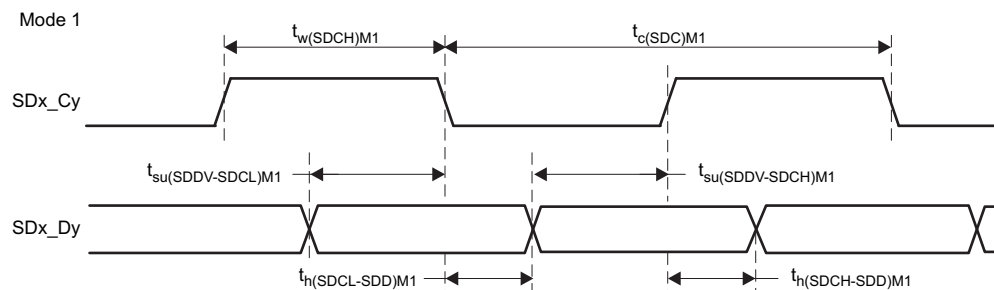 Mode 1
tw(SDCH)M1
tc(SDC)M1
SDx_Cy
tsu(SDDV-SDCL)M1
tsu(SDDV-SDCH)M1
SDx_Dy
th(SDCL-SDD)M1
th(SDCH-SDD)M1